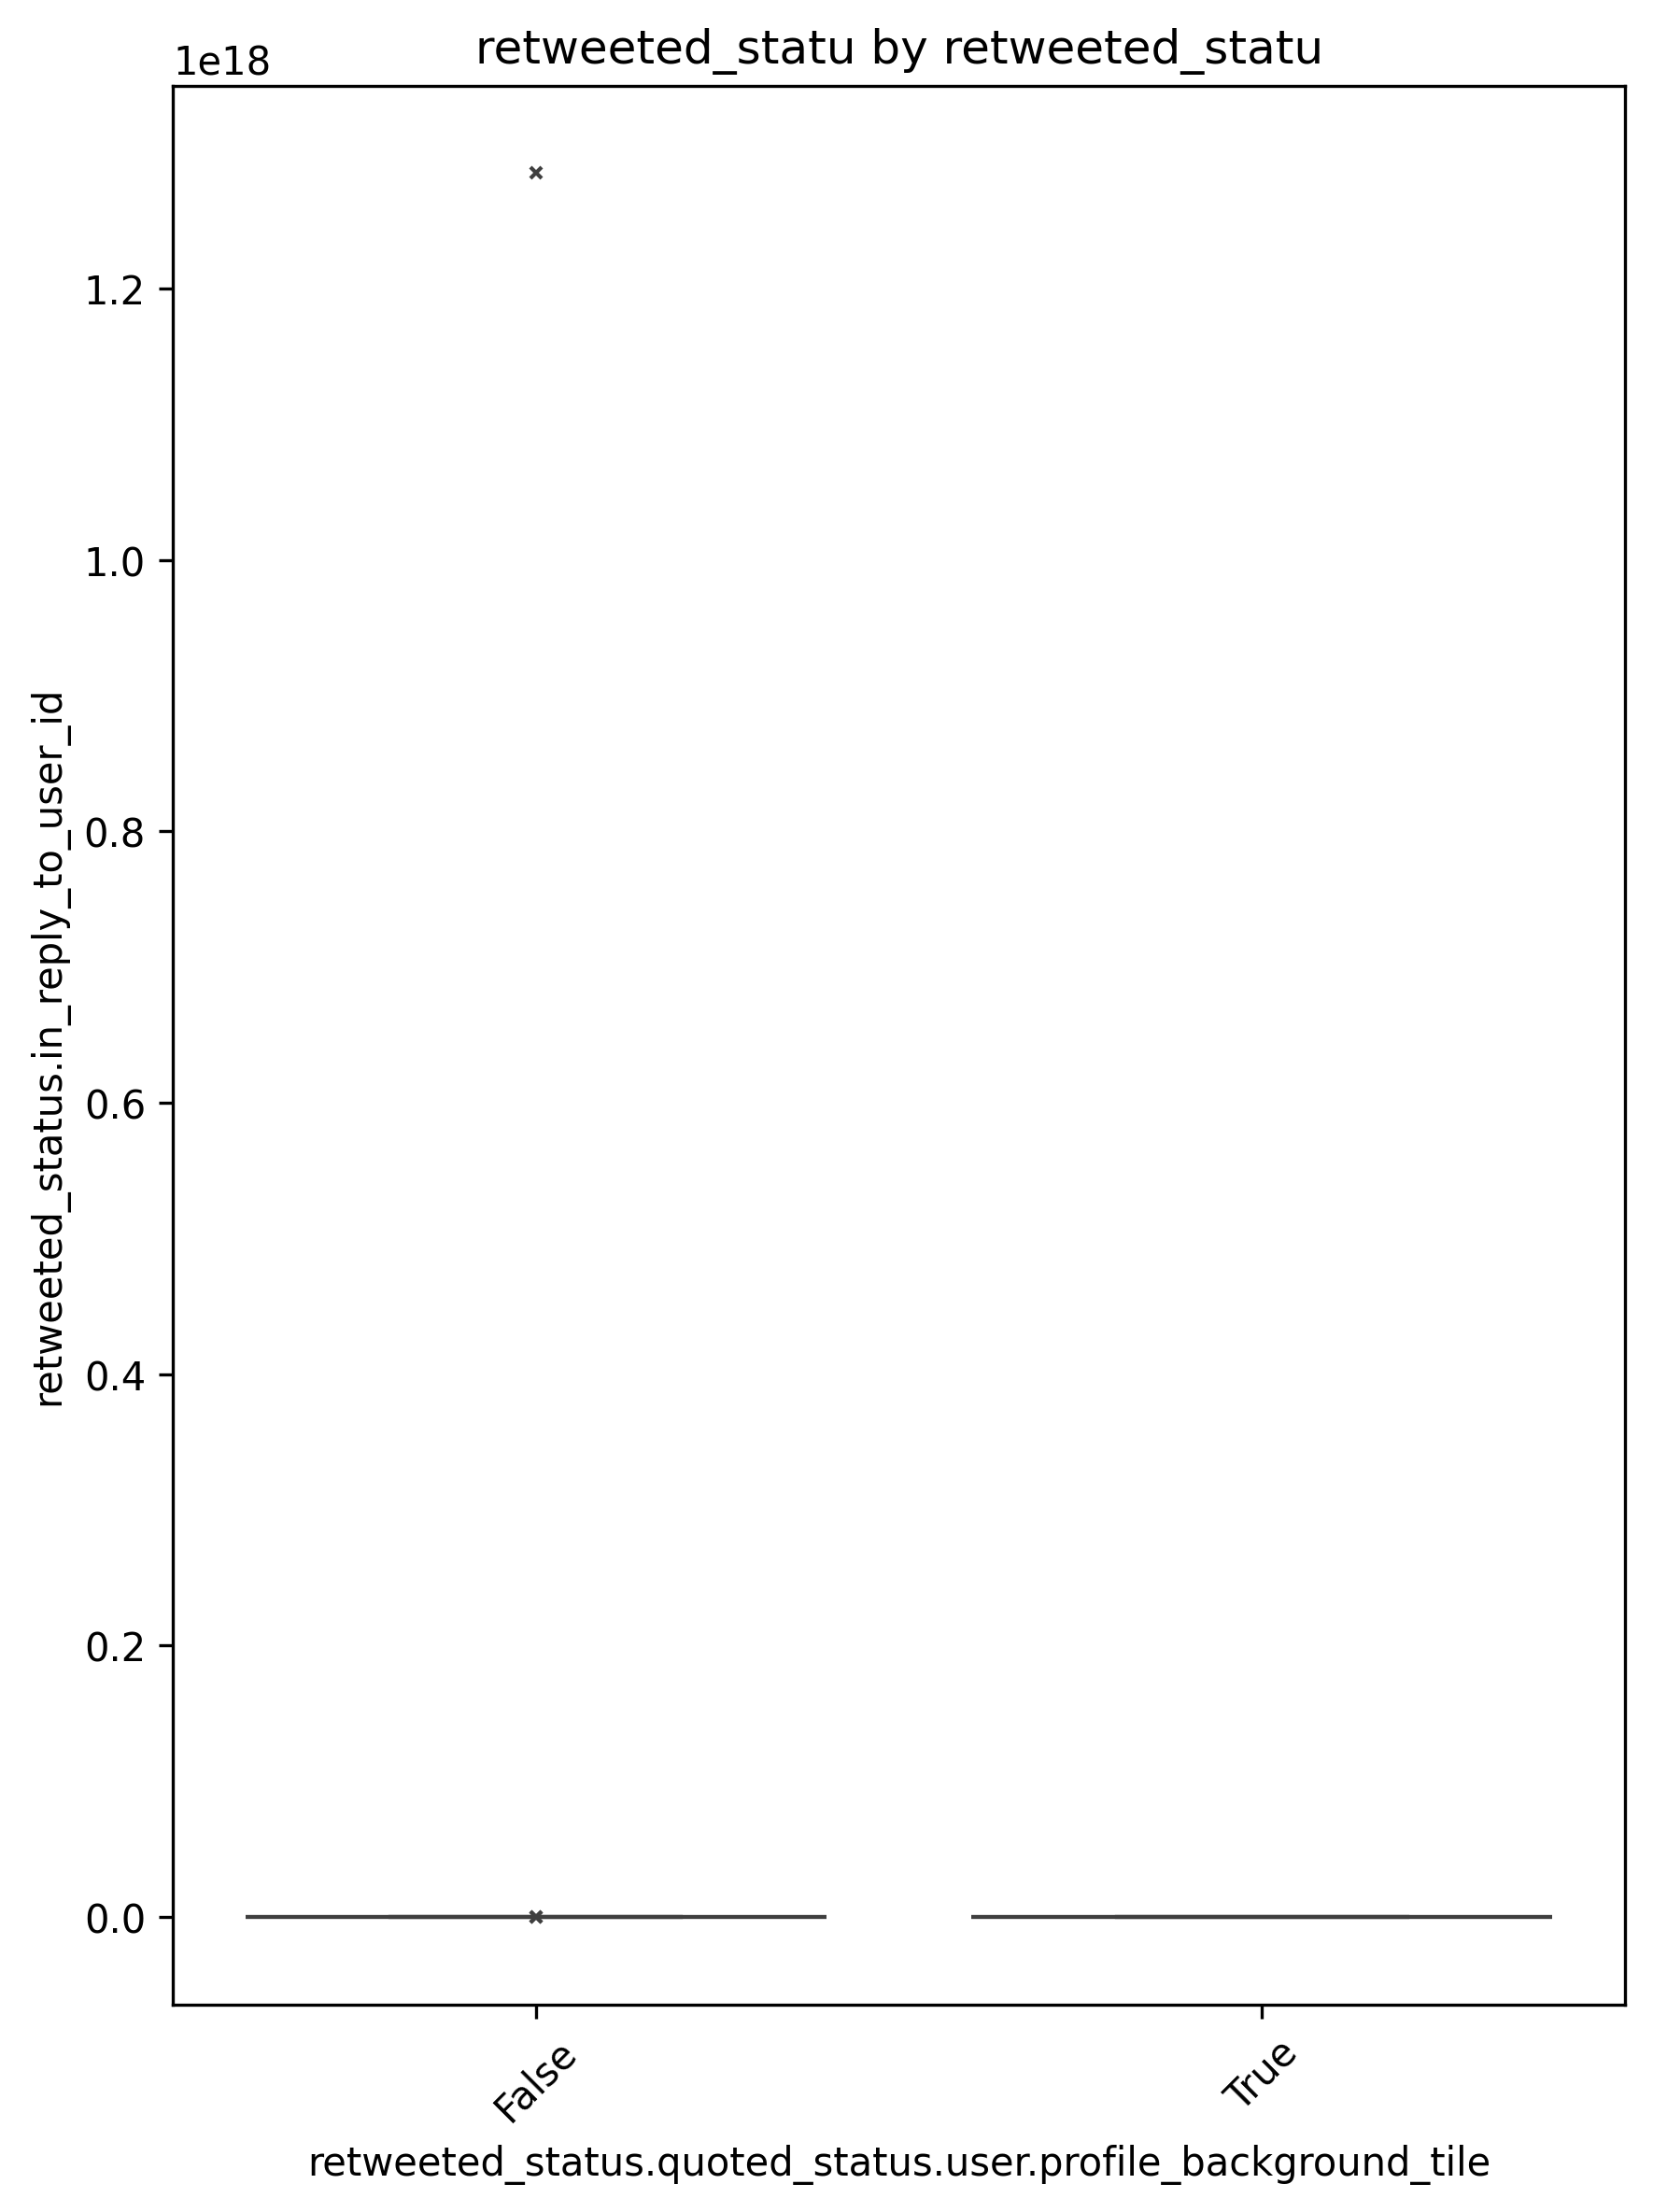 retweeted_statu by retweeted_statu
1e18
1.2
1.0
0.8
0.6
0.4
0.2
0.0
retweeted_status.in_reply_to_user_id
False
True
retweeted_status.quoted_status.user.profile_background_tile